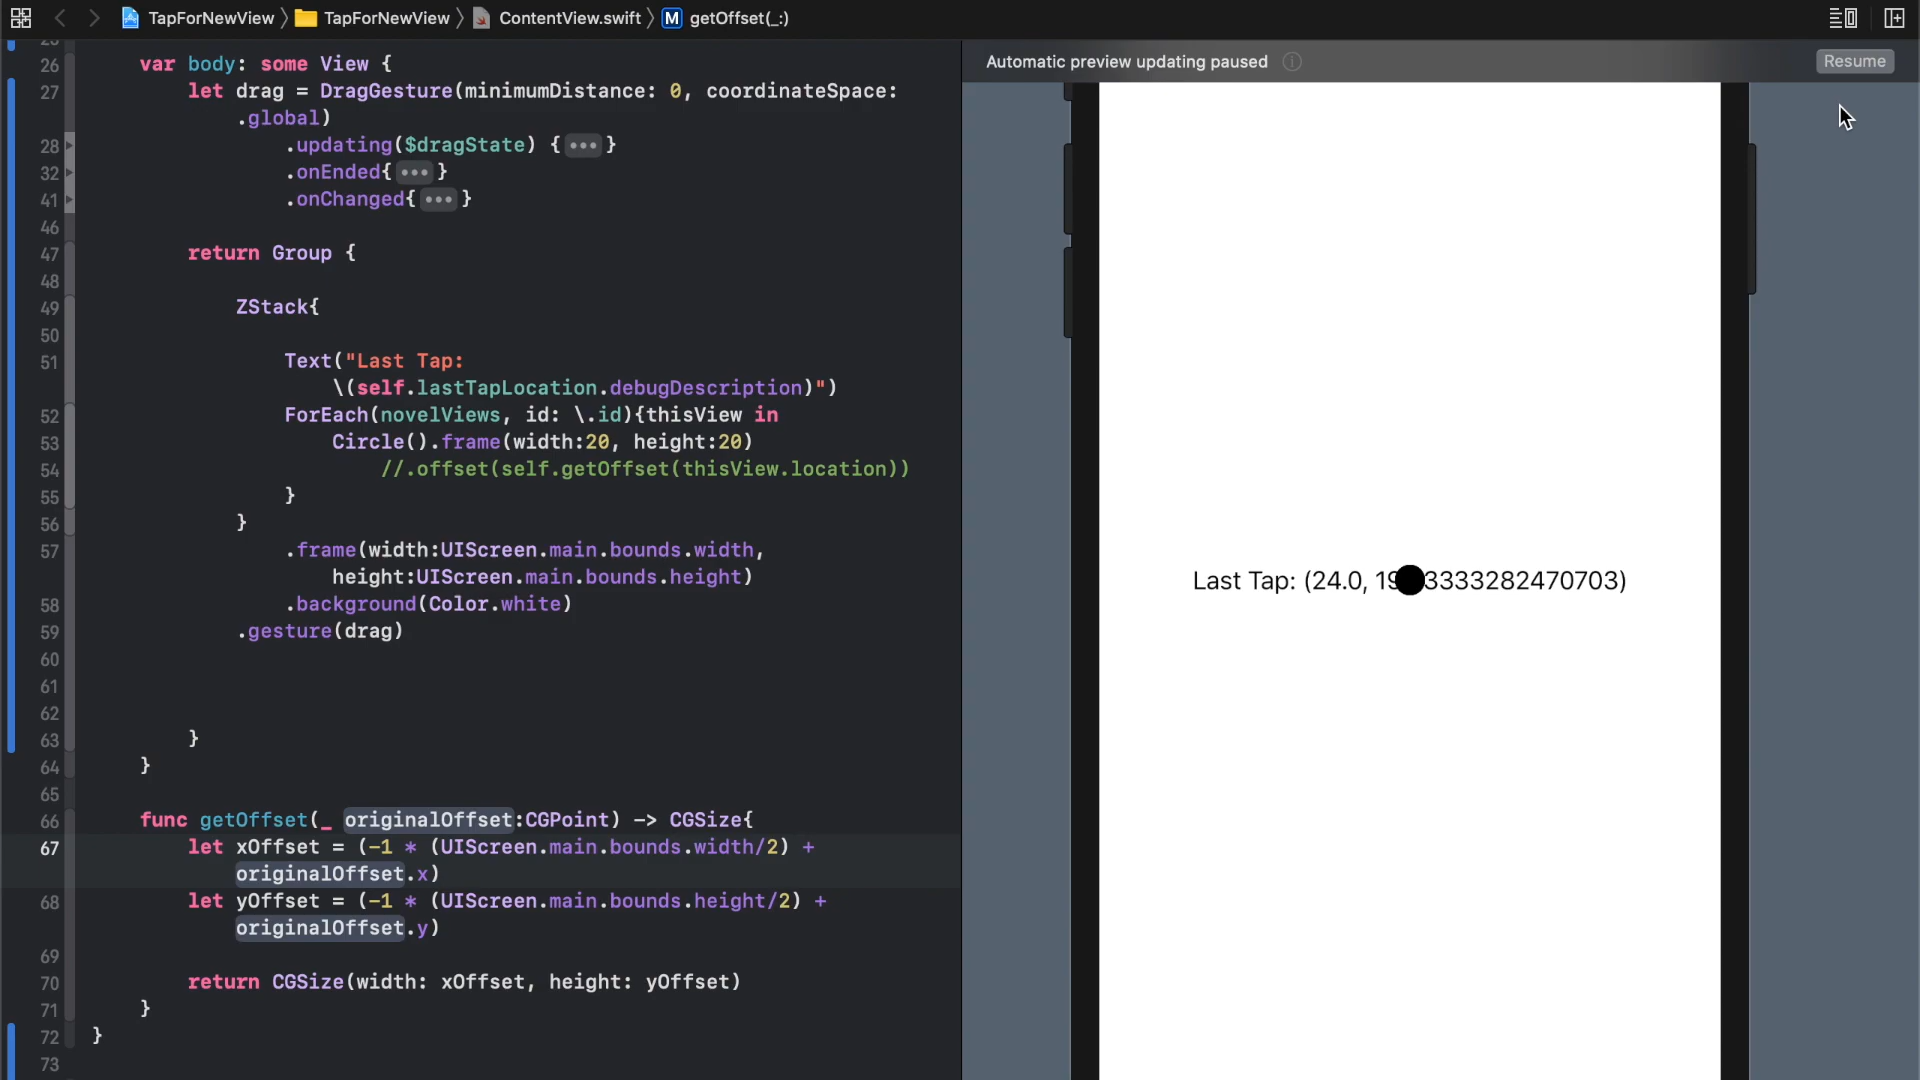 TapForNewView 〉 TapForNewView 〉 ContentView.swift 〉 M getOffset(_:)
26 var body: some View {
27 let drag = DragGesture(minimumDistance: 0, coordinateSpace:
.global)
28 .updating($dragState) {•••}
32 .onEnded{•••}
41 .onChanged{•••}
46
47 return Group {
48
49 ZStack{
50
51 Text("Last Tap:
\(self.lastTapLocation.debugDescription)")
52 ForEach(novelViews, id: \.id){thisView in
53 Circle().frame(width:20, height:20)
54 //.offset(self.getOffset(thisView.location))
55 }
56 }
57 .frame(width:UIScreen.main.bounds.width,
height:UIScreen.main.bounds.height)
58 .background(Color.white)
59 .gesture(drag)
60
61
62
63 }
64 }
65
66 func getOffset(_ originalOffset:CGPoint) -> CGSize{
67 let xOffset = (-1 * (UIScreen.main.bounds.width/2) +
originalOffset.x)
68 let yOffset = (-1 * (UIScreen.main.bounds.height/2) +
originalOffset.y)
69
70 return CGSize(width: xOffset, height: yOffset)
71 }
72 }
73
Automatic preview updating paused
Resume
Last Tap: (24.0, 19 3333282470703)